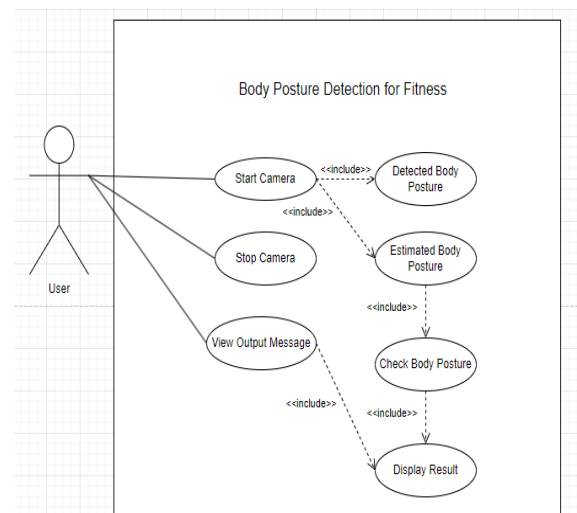 Body Posture Detection for Fitness
<<include>>
Detected Body
Posture
Start Camera
<<include>>
Estimated Body
Posture
Stop Camera
User
<<include>>
View Output Message
Check Body Posture
<<include>>
<<include>>
Display Result